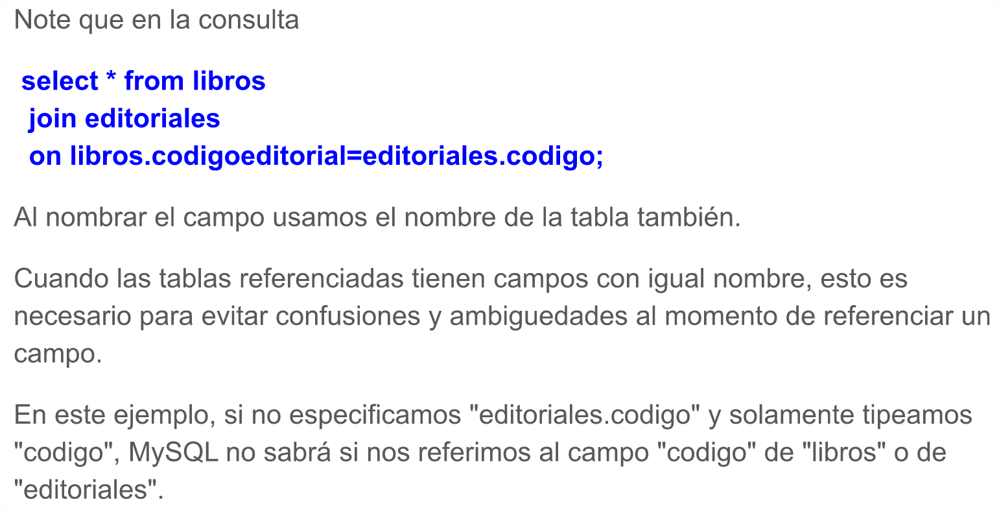 Note que en la consulta
select * from libros
join editoriales
on libros.codigoeditorial=editoriales.codigo;
Al nombrar el campo usamos el nombre de la tabla también.
Cuando las tablas referenciadas tienen campos con igual nombre, esto es
necesario para evitar confusiones y ambiguedades al momento de referenciar un
campo.
En este ejemplo, si no especificamos "editoriales.codigo" y solamente tipeamos
"codigo", MySQL no sabrá si nos referimos al campo "codigo" de "libros" o de
"editoriales".